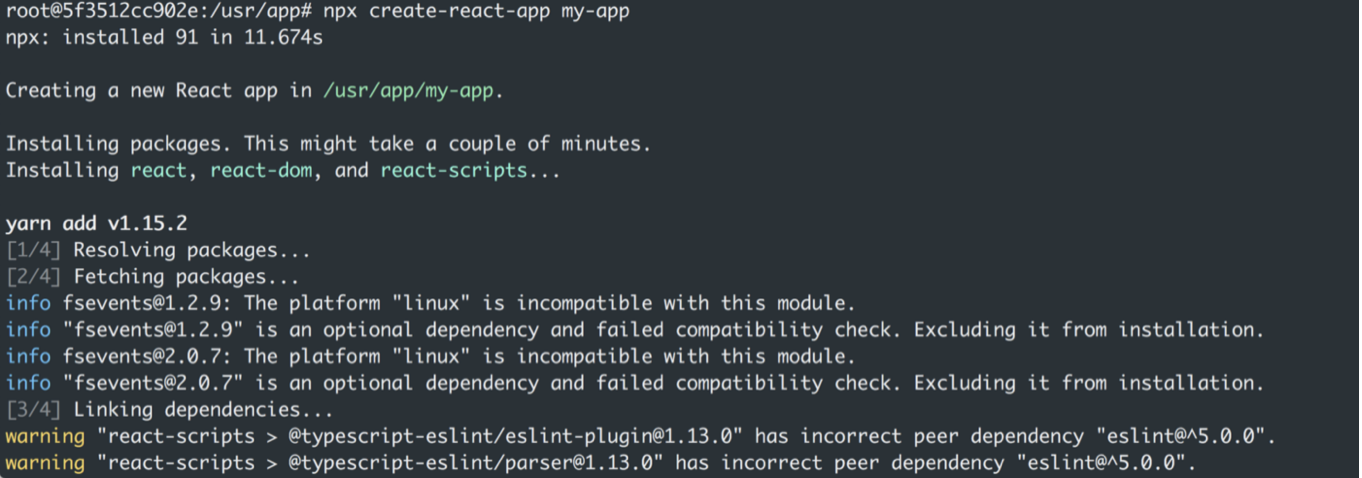 root@5f3512cc902e:/usr/app# npx create-react-app my-app
npx: installed 91 in 11.674s
Creating a new React app in /usr/app/my-app.
Installing packages. This might take a couple of minutes.
Installing react, react-dom, and react-scripts...
yarn add v1.15.2
[1/4] Resolving packages...
[2/4] Fetching packages...
info fsevents@1.2.9: The platform "linux" is incompatible with this module.
info "fsevents@1.2.9" is an optional dependency and failed compatibility check. Excluding it from installation.
info fsevents@2.0.7: The platform "linux" is incompatible with this module.
info "fsevents@2.0.7" is an optional dependency and failed compatibility check. Excluding it from installation.
[3/4] Linking dependencies...
warning "react-scripts > @typescript-eslint/eslint-plugin@1.13.0" has incorrect peer dependency "eslint@^5.0.0".
warning "react-scripts > @typescript-eslint/parser@1.13.0" has incorrect peer dependency "eslint@^5.0.0".